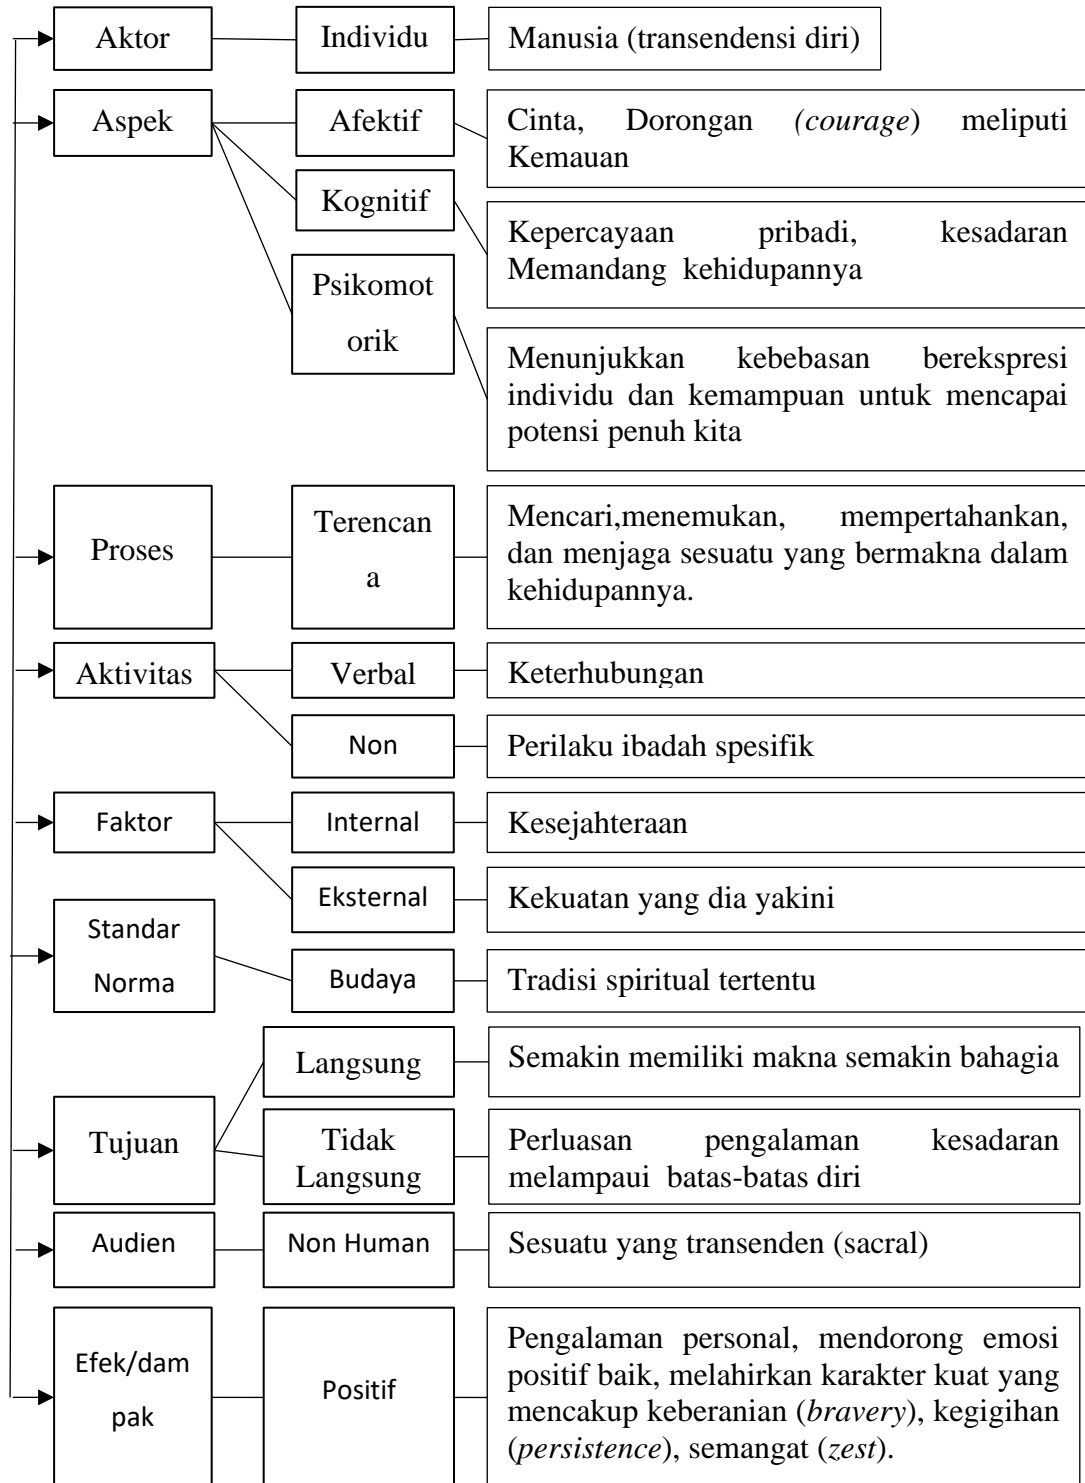 Aktor
Individu
Manusia (transendensi diri)
Aspek
Afektif
Cinta, Dorongan (courage) meliputi
Kemauan
Kognitif
Kepercayaan pribadi, kesadaran
Memandang kehidupannya
Psikomot
orik
Menunjukkan kebebasan berekspresi
individu dan kemampuan untuk mencapai
potensi penuh kita
Proses
Terencan
a
Mencari,menemukan, mempertahankan,
dan menjaga sesuatu yang bermakna dalam
kehidupannya.
Aktivitas
Verbal
Keterhubungan
Non
Perilaku ibadah spesifik
Faktor
Internal
Kesejahteraan
Eksternal
Kekuatan yang dia yakini
Standar
Norma
Budaya
Tradisi spiritual tertentu
Tujuan
Langsung
Semakin memiliki makna semakin bahagia
Tidak
Langsung
Perluasan pengalaman kesadaran
melampaui batas-batas diri
Audien
Non Human
Sesuatu yang transenden (sacral)
Efek/dam
pak
Positif
Pengalaman personal, mendorong emosi
positif baik, melahirkan karakter kuat yang
mencakup keberanian (bravery), kegigihan
(persistence), semangat (zest).